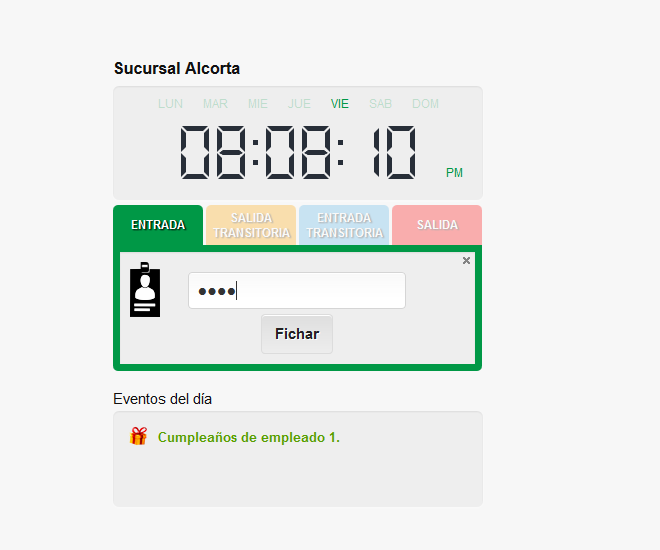 Sucursal Alcorta
LUN MAR MIE JUE VIE SAB DOM
08:08:10
PM
ENTRADA
SALIDA
TRANSITORIA
ENTRADA
TRANSITORIA
SALIDA
••••
Fichar
Eventos del día
Cumpleaños de empleado 1.